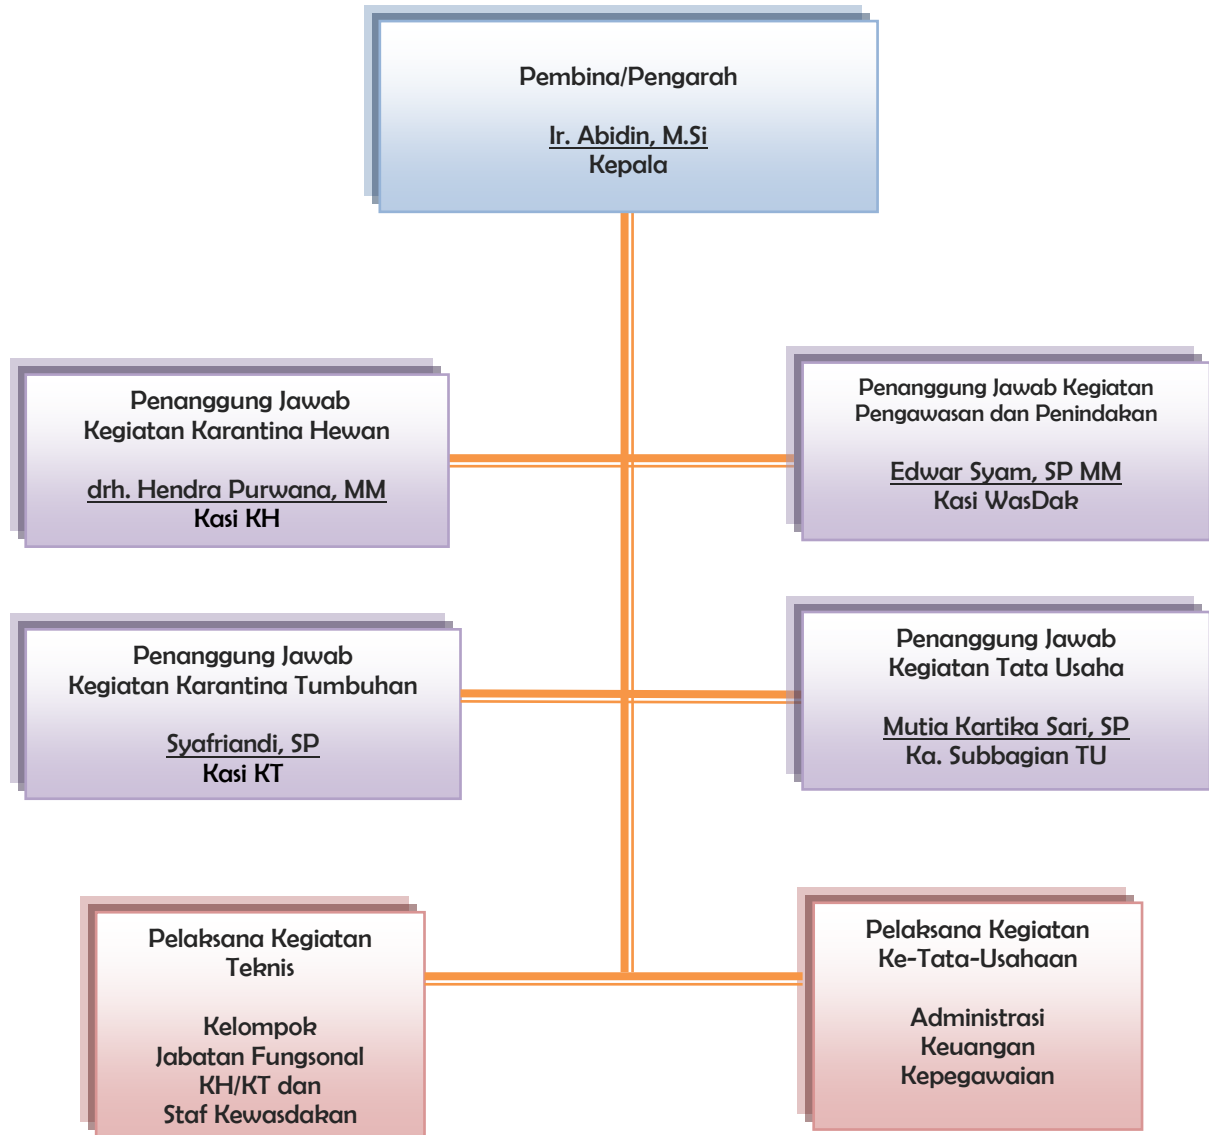 Pembina/Pengarah
Ir. Abidin, M.Si
Kepala
Penanggung Jawab
Kegiatan Karantina Hewan
drh. Hendra Purwana, MM
Kasi KH
Penanggung Jawab Kegiatan
Pengawasan dan Penindakan
Edwar Syam, SP MM
Kasi WasDak
Penanggung Jawab
Kegiatan Karantina Tumbuhan
Syafriandi, SP
Kasi KT
Penanggung Jawab
Kegiatan Tata Usaha
Mutia Kartika Sari, SP
Ka. Subbagian TU
Pelaksana Kegiatan
Teknis
Kelompok
Jabatan Fungsonal
KH/KT dan
Staf Kewasdakan
Pelaksana Kegiatan
Ke-Tata-Usahaan
Administrasi
Keuangan
Kepegawaian